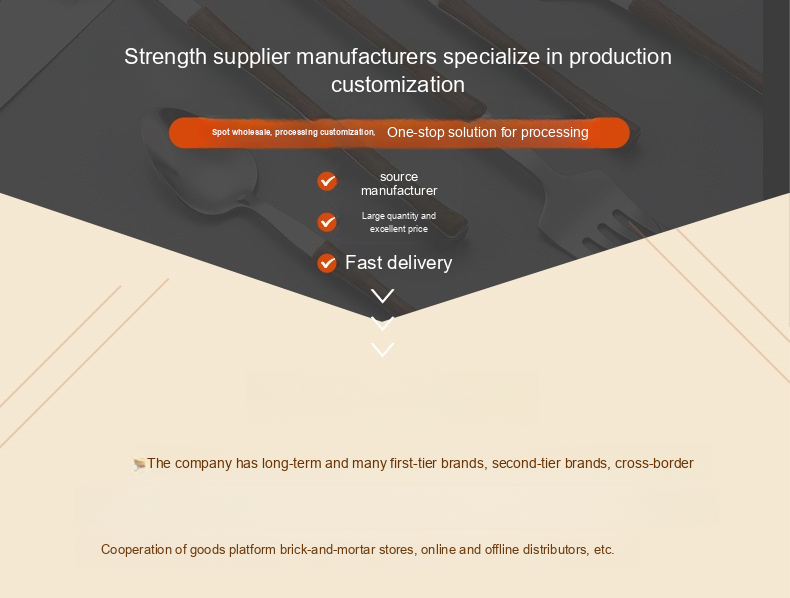 Strength supplier manufacturers specialize in production
customization
Spot wholesale, processing customization, One-stop solution for processing
source
manufacturer
Large quantity and
excellent price
Fast delivery
The company has long-term and many first-tier brands, second-tier brands, cross-border
Cooperation of goods platform brick-and-mortar stores, online and offline distributors, etc.